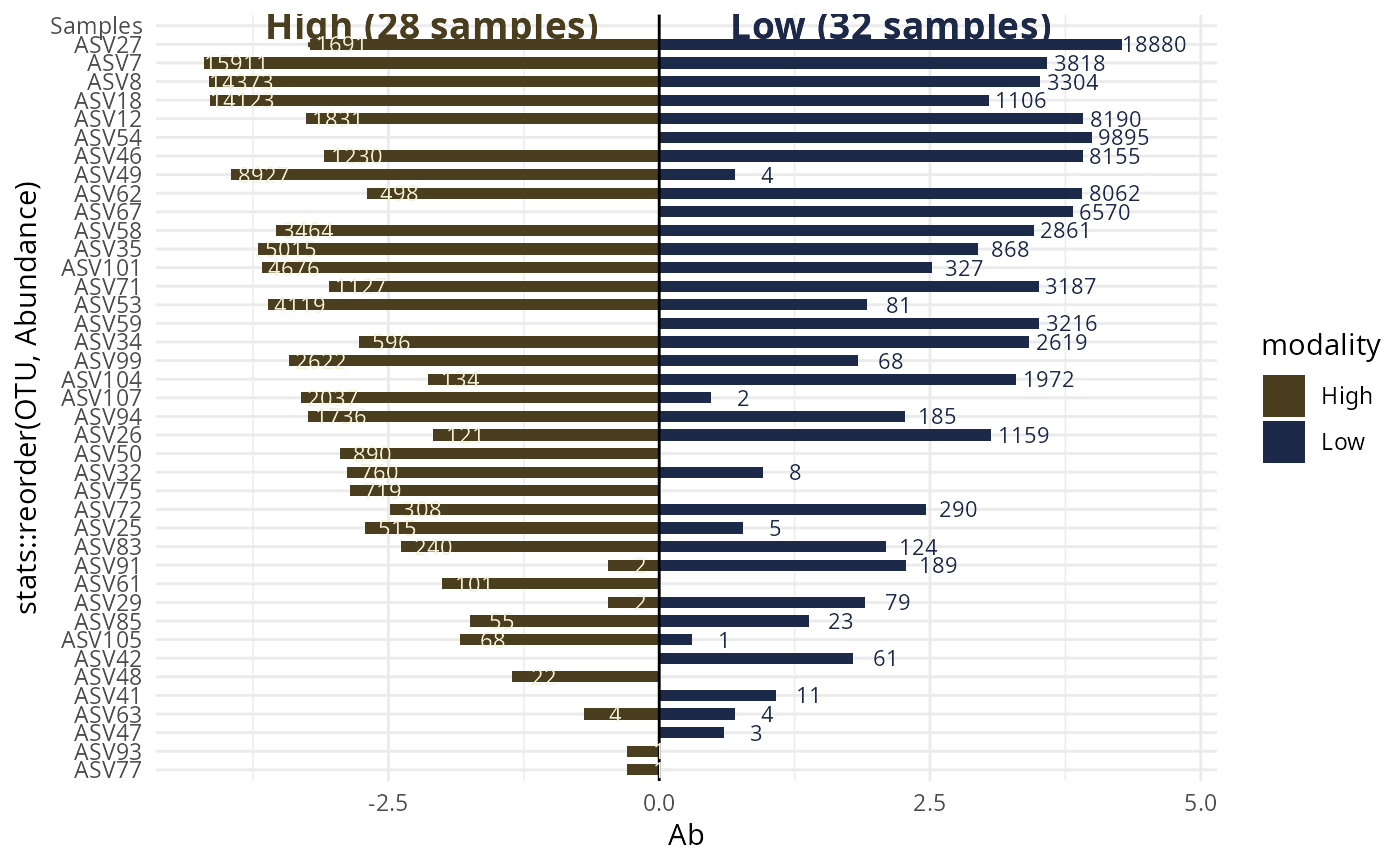 High (28 samples) Low (32 samples)
Samples
ASV27 1691 18880
ASV7 15911 3818
ASV8 14373 3304
ASV18 14123 1106
ASV12 1831 8190
ASV54 9895
ASV46 1230 8155
ASV49 8927 4
ASV62 498 8062
ASV67 6570
ASV58 3464 2861
ASV35 5015 868
ASV101 4676 327
ASV71 1127 3187
ASV53 4119 81
ASV59 3216
ASV34 596 2619
ASV99 2622 68
ASV104 134 1972
ASV107 2037 2
ASV94 1736 185
ASV26 121 1159
ASV50 890
ASV32 760 8
ASV75 719
ASV72 308 290
ASV25 515 5
ASV83 240 124
ASV91 2 189
ASV61 101
ASV29 2 79
ASV85 55 23
ASV105 68 1
ASV42 61
ASV48 22
ASV41 11
ASV63 4 4
ASV47 3
ASV93
ASV77
-2.5 0.0 2.5 5.0
Ab
stats::reorder(OTU, Abundance)
modality
High
Low